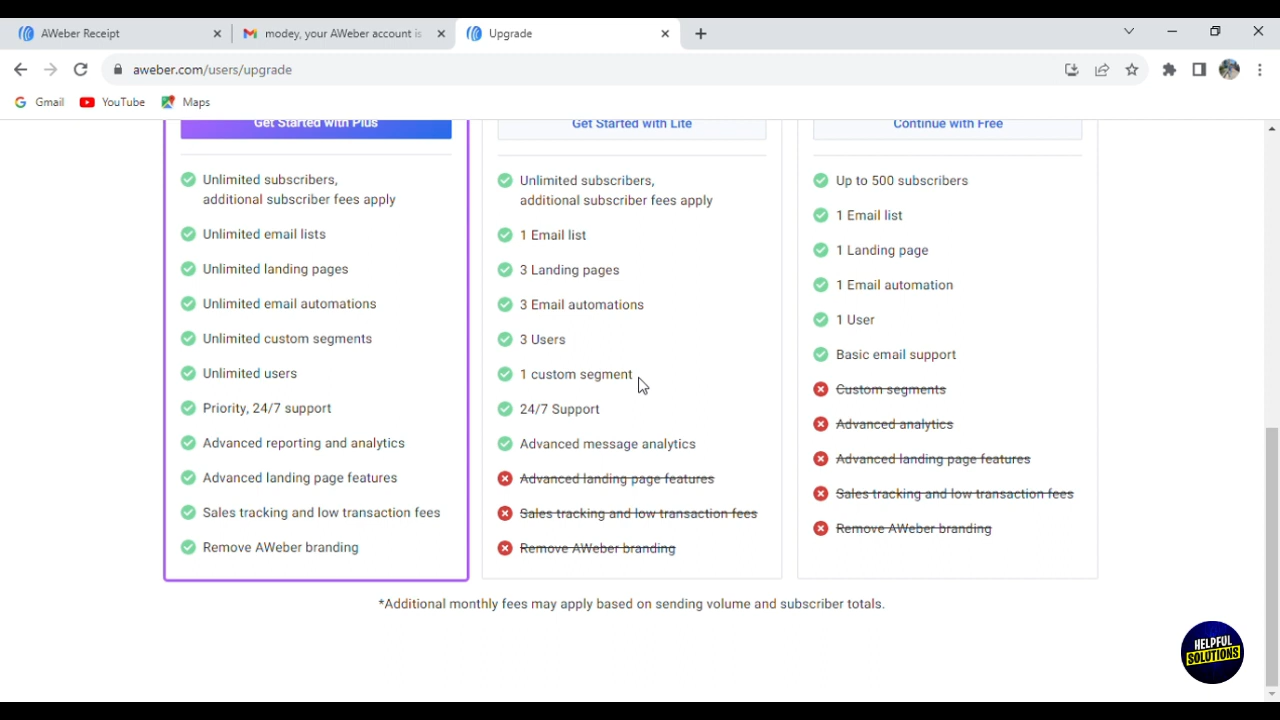 AWeber Receipt
modey, your AWeber account is
Upgrade
aweber.com/users/upgrade
Gmail
YouTube
Maps
Get Started with Plus
Unlimited subscribers,
additional subscriber fees apply
Unlimited email lists
Unlimited landing pages
Unlimited email automations
Unlimited custom segments
Unlimited users
Priority, 24/7 support
Advanced reporting and analytics
Advanced landing page features
Sales tracking and low transaction fees
Remove AWeber branding
Get Started with Lite
Unlimited subscribers,
additional subscriber fees apply
1 Email list
3 Landing pages
3 Email automations
3 Users
1 custom segment
24/7 Support
Advanced message analytics
Advanced landing page features
Sales tracking and low transaction fees
Remove AWeber branding
Continue with Free
Up to 500 subscribers
1 Email list
1 Landing page
1 Email automation
1 User
Basic email support
Custom segments
Advanced analytics
Advanced landing page features
Sales tracking and low transaction fees
Remove AWeber branding
*Additional monthly fees may apply based on sending volume and subscriber totals.
HELPFUL
SOLUTIONS